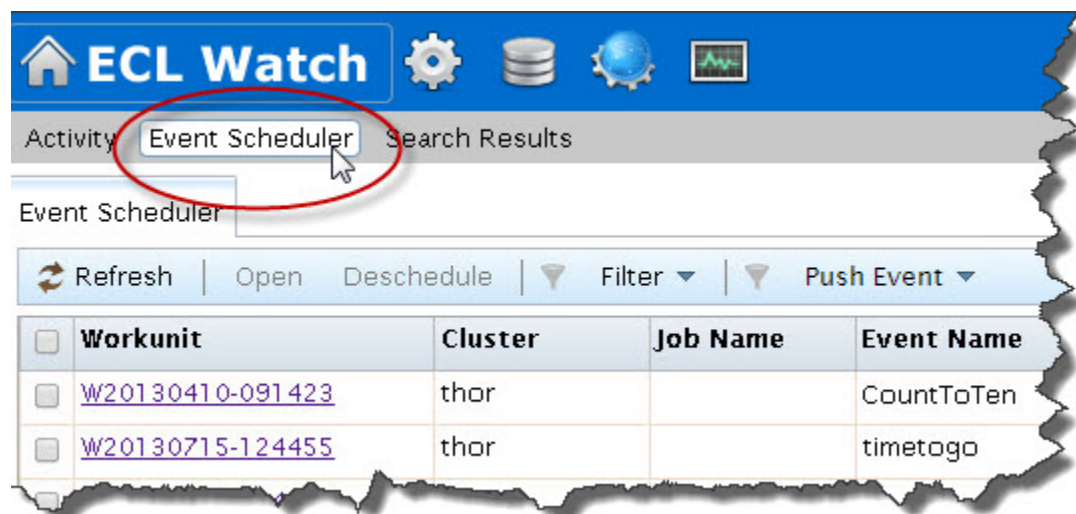 ECL Watch
Activity Event Scheduler Search Results
Event Scheduler
Refresh Open Deschedule Filter Push Event
Workunit Cluster Job Name Event Name
W20130410-091423 thor CountToTen
W20130715-124455 thor timetogo